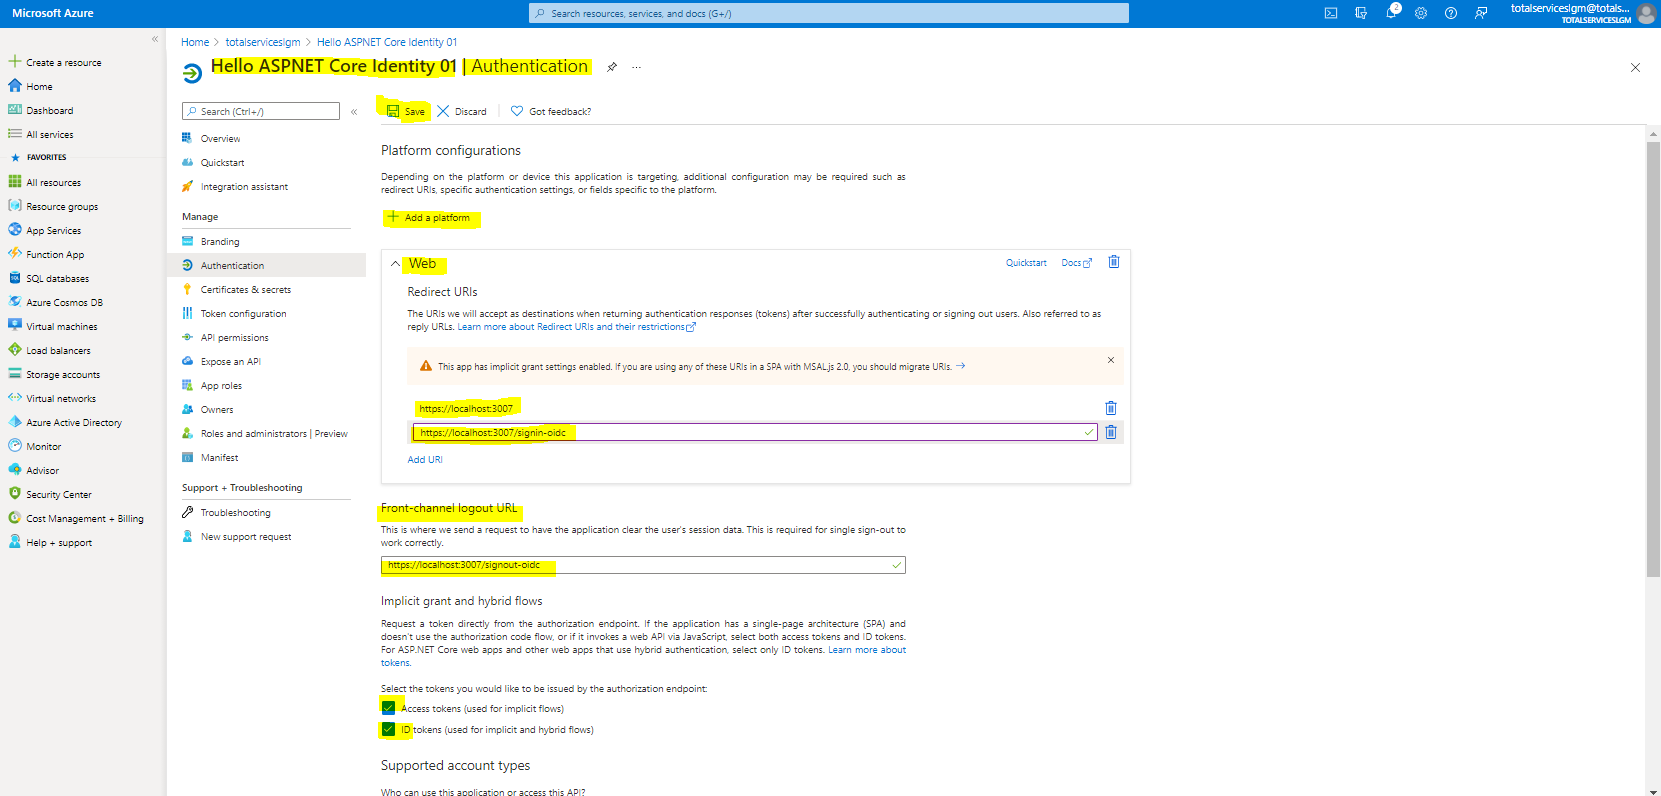 Microsoft Azure
Search resources, services, and docs (G+/)
2
totalserviceslgm@totals...
TOTALSERVICESLGM
«
Create a resource
Home
Dashboard
All services
FAVORITES
All resources
Resource groups
App Services
Function App
SQL databases
Azure Cosmos DB
Virtual machines
Load balancers
Storage accounts
Virtual networks
Azure Active Directory
Monitor
Advisor
Security Center
Cost Management + Billing
Help + support
Home > totalserviceslgm > Hello ASPNET Core Identity 01
Hello ASPNET Core Identity 01 | Authentication
...
Search (Ctrl+/)
«
Overview
Quickstart
Integration assistant
Manage
Branding
Authentication
Certificates & secrets
Token configuration
API permissions
Expose an API
App roles
Owners
Roles and administrators | Preview
Manifest
Support + Troubleshooting
Troubleshooting
New support request
Save Discard Got feedback?
Platform configurations
Depending on the platform or device this application is targeting, additional configuration may be required such as
redirect URIs, specific authentication settings, or fields specific to the platform.
Add a platform
Web
Quickstart Docs
Redirect URIs
The URIs we will accept as destinations when returning authentication responses (tokens) after successfully authenticating or signing out users. Also referred to as
reply URLs. Learn more about Redirect URIs and their restrictions
This app has implicit grant settings enabled. If you are using any of these URIs in a SPA with MSAL.js 2.0, you should migrate URIs. →
https://localhost:3007
https://localhost:3007/signin-oidc
Add URI
Front-channel logout URL
This is where we send a request to have the application clear the user's session data. This is required for single sign-out to
work correctly.
https://localhost:3007/signout-oidc
Implicit grant and hybrid flows
Request a token directly from the authorization endpoint. If the application has a single-page architecture (SPA) and
doesn't use the authorization code flow, or if it invokes a web API via JavaScript, select both access tokens and ID tokens.
For ASP.NET Core web apps and other web apps that use hybrid authentication, select only ID tokens. Learn more about
tokens.
Select the tokens you would like to be issued by the authorization endpoint:
Access tokens (used for implicit flows)
ID tokens (used for implicit and hybrid flows)
Supported account types
Who can use this application or access this API?